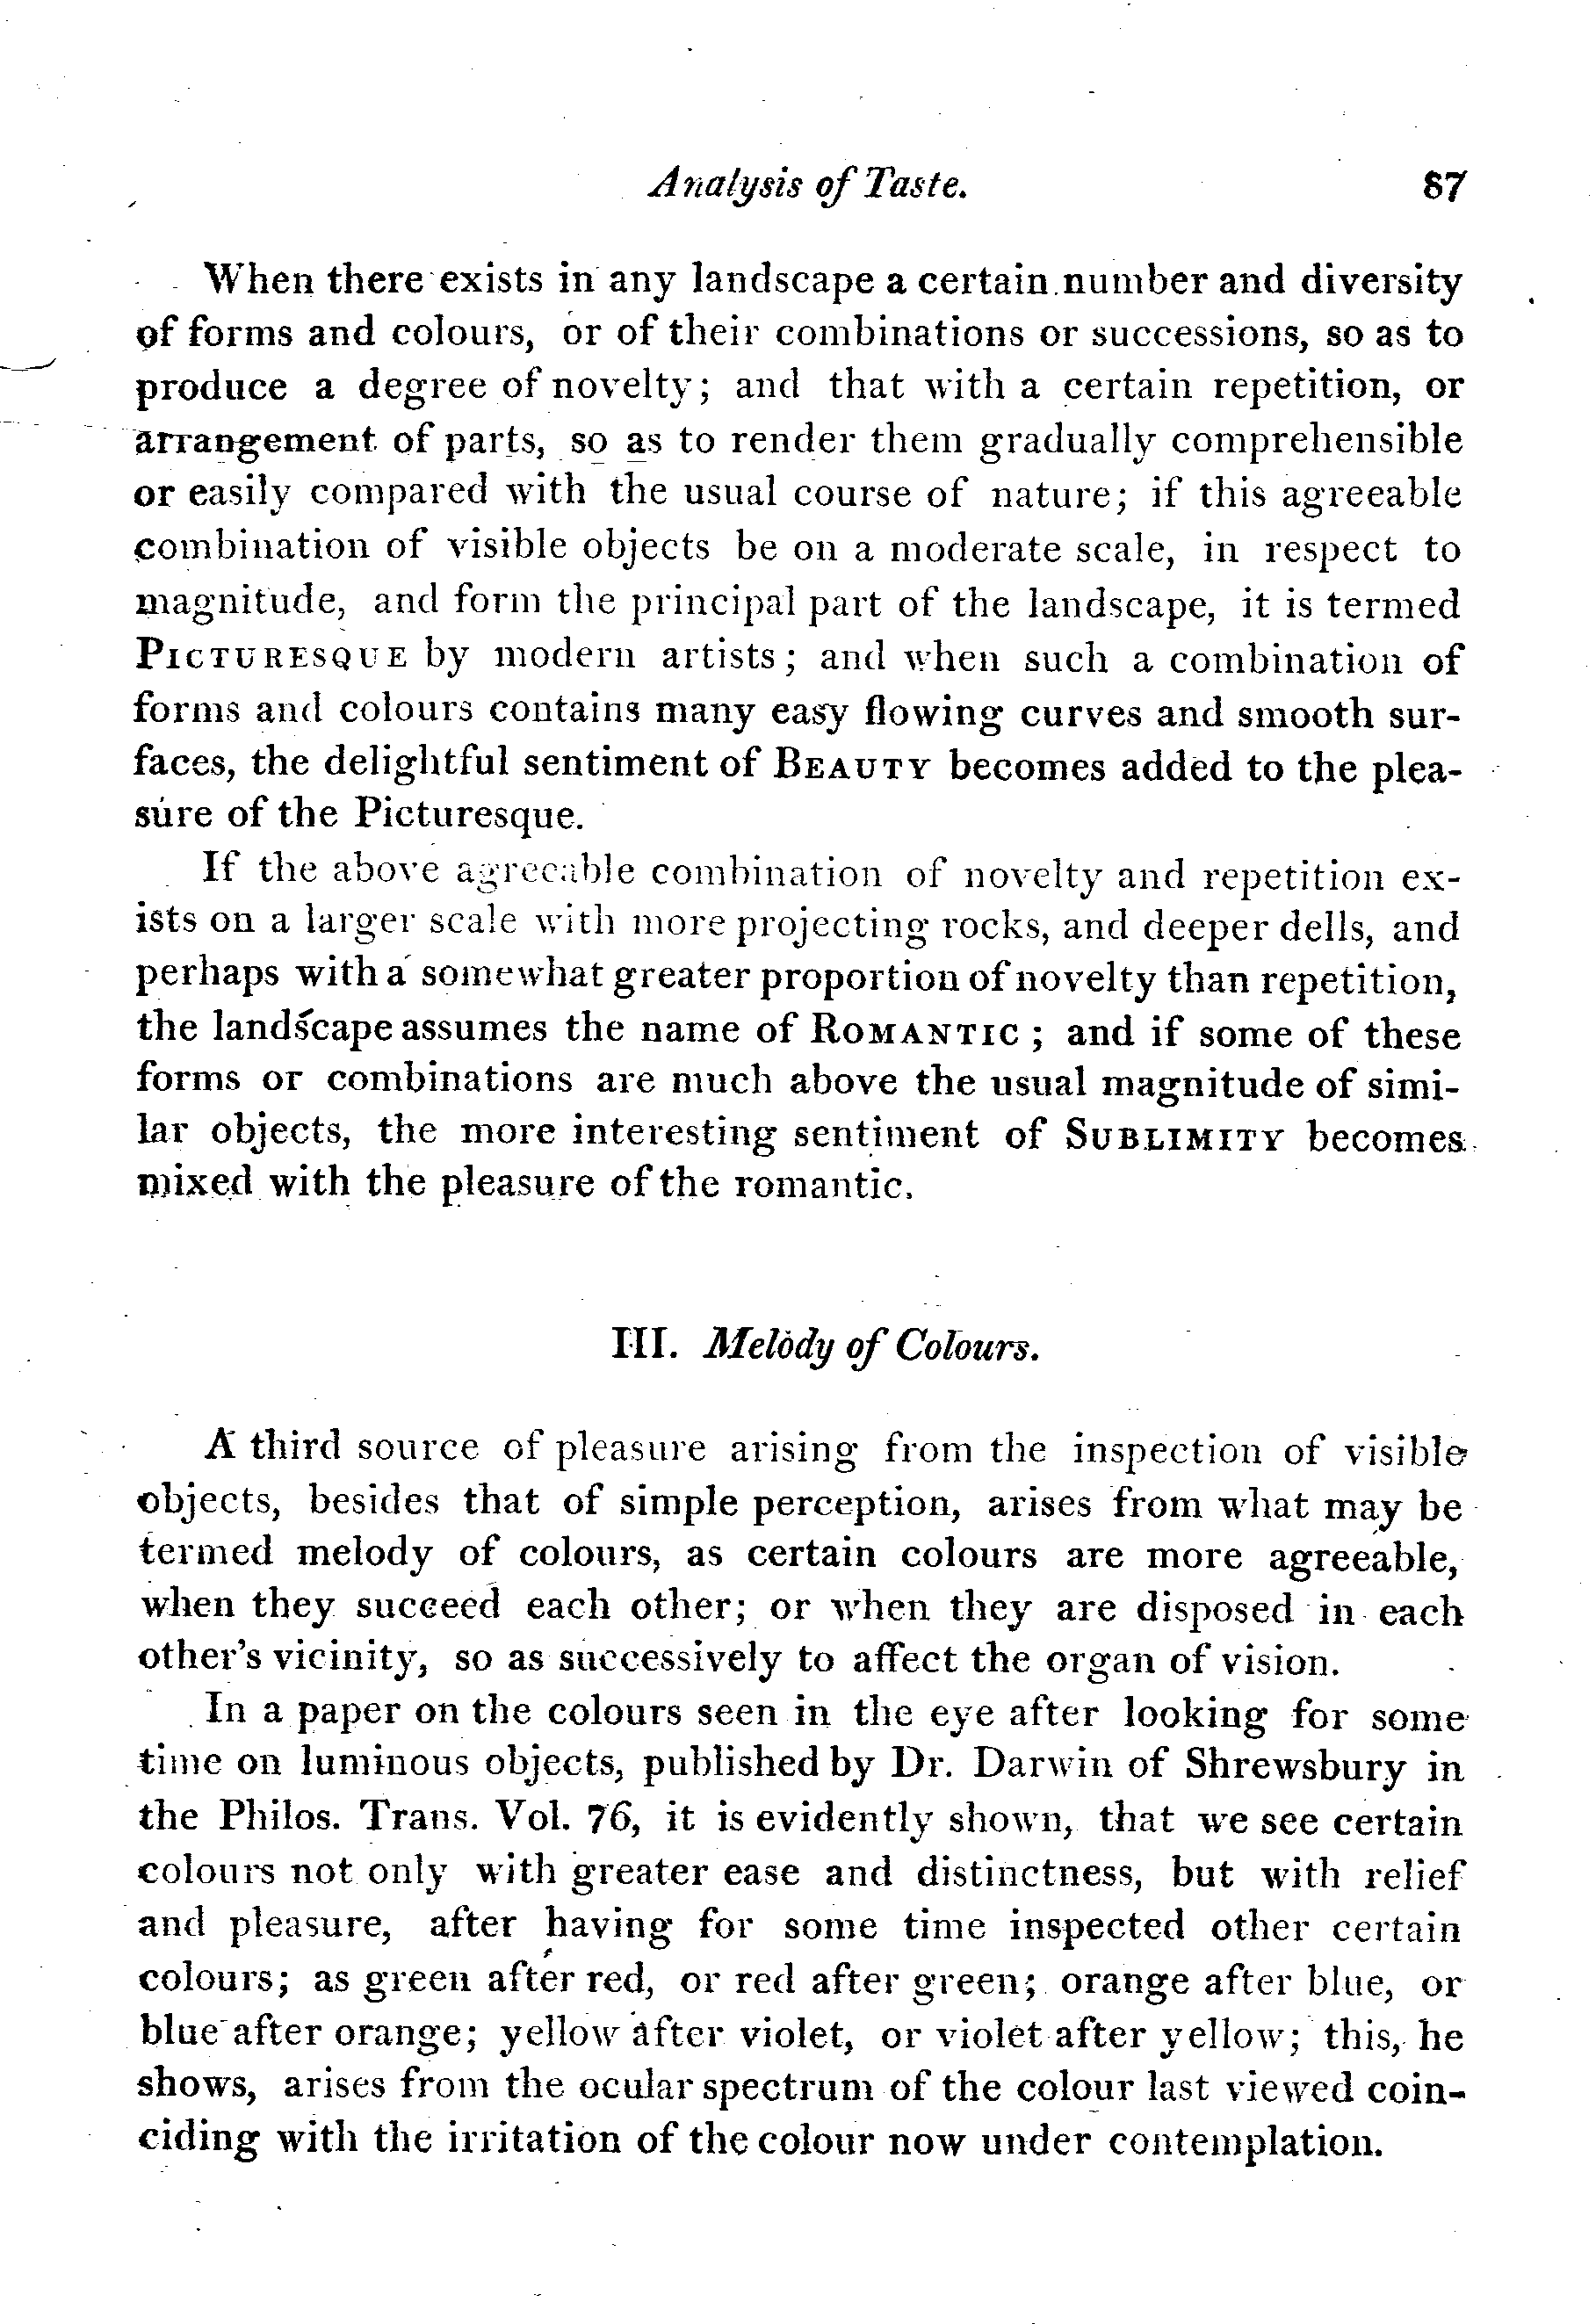 Analysis of Taste. 87
When there exists in any landscape a certain number and diversity
of forms and colours, or of their combinations or successions, so as to
produce a degree of novelty; and that with a certain repetition, or
arrangement of parts, so as to render them gradually comprehensible
or easily compared with the usual course of nature; if this agreeable
combination of visible objects be on a moderate scale, in respect to
magnitude, and form the principal part of the landscape, it is termed
PICTURESQUE by modern artists; and when such a combination of
forms and colours contains many easy flowing curves and smooth sur-
faces, the delightful sentiment of BEAUTY becomes added to the plea-
sure of the Picturesque.
If the above agreeable combination of novelty and repetition ex-
ists on a larger scale with more projecting rocks, and deeper dells, and
perhaps with a somewhat greater proportion of novelty than repetition,
the landscape assumes the name of ROMANTIC; and if some of these
forms or combinations are much above the usual magnitude of simi-
lar objects, the more interesting sentiment of SUBLIMITY becomes
mixed with the pleasure of the romantic.
III. Melody of Colours.
A third source of pleasure arising from the inspection of visible
objects, besides that of simple perception, arises from what may be
termed melody of colours, as certain colours are more agreeable,
when they succeed each other; or when they are disposed in each
other's vicinity, so as successively to affect the organ of vision.
In a paper on the colours seen in the eye after looking for some
time on luminous objects, published by Dr. Darwin of Shrewsbury in
the Philos. Trans. Vol. 76, it is evidently shown, that we see certain
colours not only with greater ease and distinctness, but with relief
and pleasure, after having for some time inspected other certain
colours; as green after red, or red after green; orange after blue, or
blue after orange; yellow after violet, or violet after yellow; this, he
shows, arises from the ocular spectrum of the colour last viewed coin-
ciding with the irritation of the colour now under contemplation.